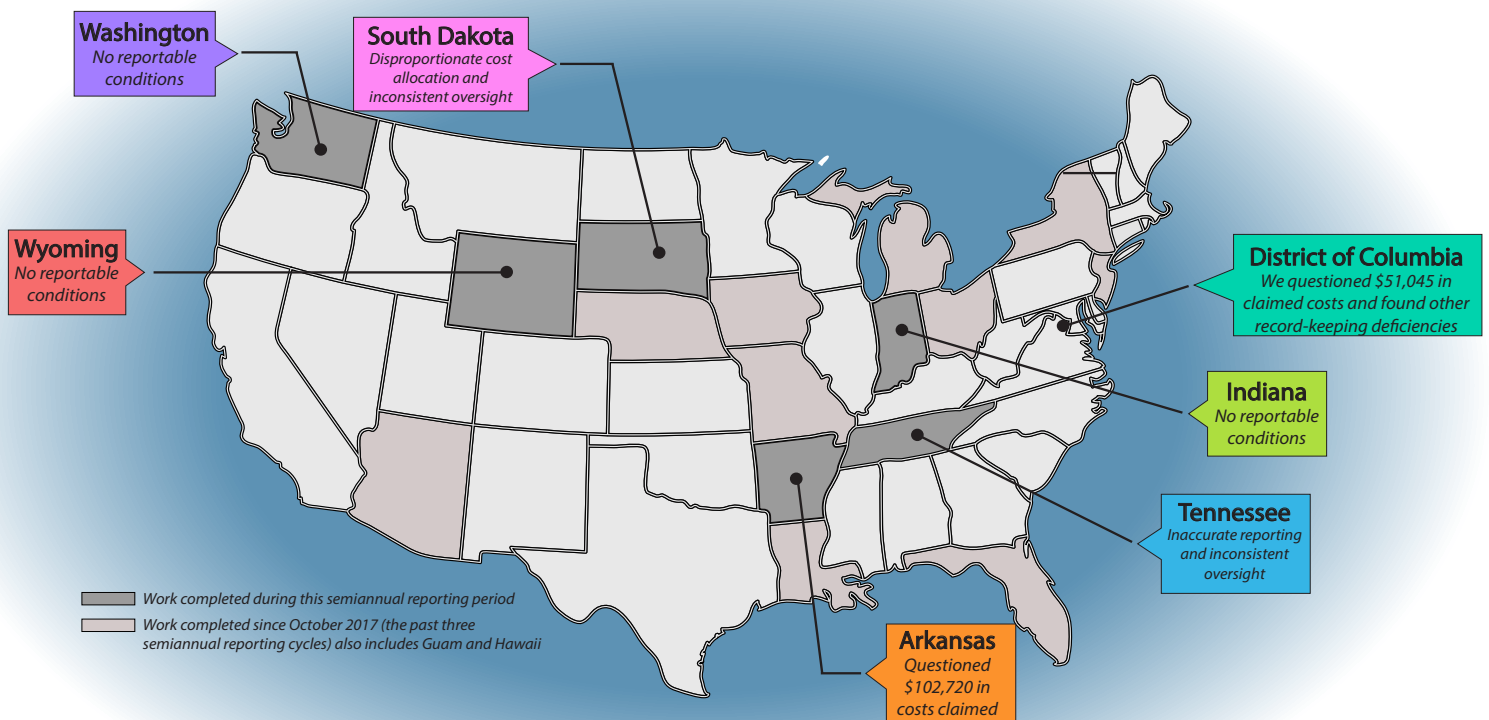 Washington
No reportable
conditions
South Dakota
Disproportionate cost
allocation and
inconsistent oversight
Wyoming
No reportable
conditions
District of Columbia
We questioned $51,045 in
claimed costs and found other
record-keeping deficiencies
Indiana
No reportable
conditions
Tennessee
Inaccurate reporting
and inconsistent
oversight
Arkansas
Questioned
$102,720 in
costs claimed
Work completed during this semiannual reporting period
Work completed since October 2017 (the past three
semiannual reporting cycles) also includes Guam and Hawaii